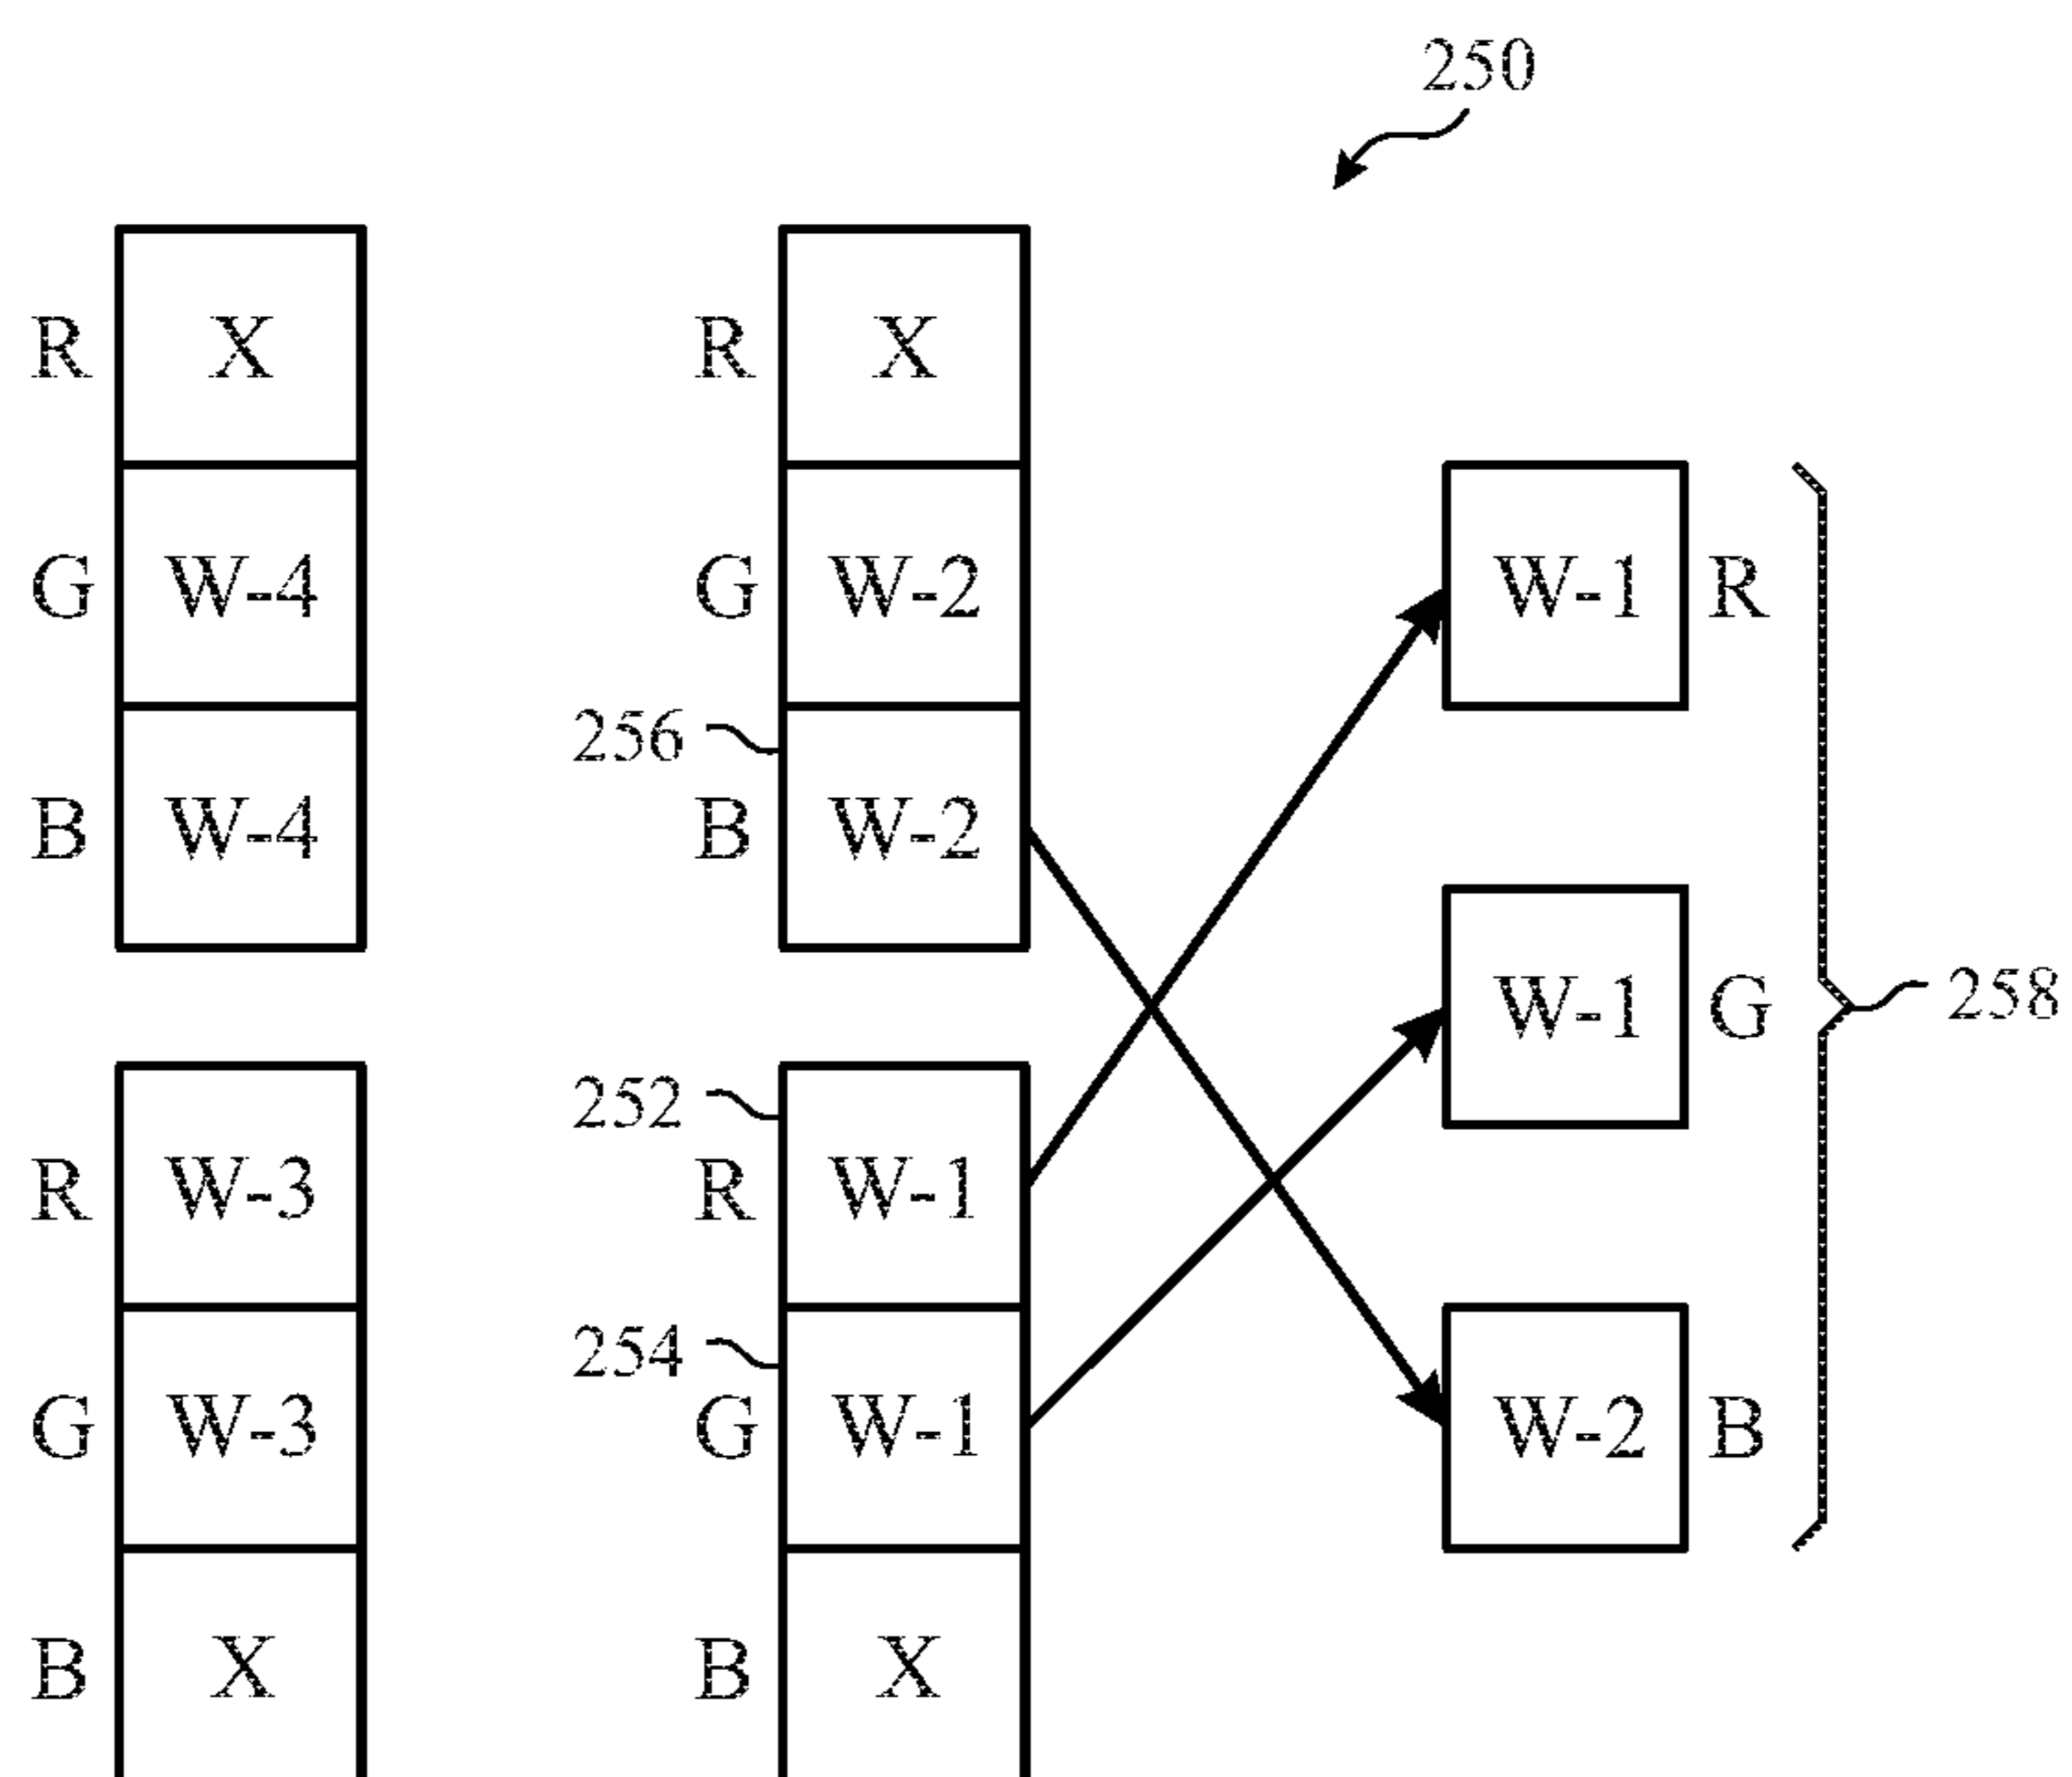 250
R X R X
W-1 R
G W-4 G W-2
256
B W-4 B W-2
W-1 G
258
252
R W-3 R W-1
254
G W-3 G W-1
W-2 B
B X B X